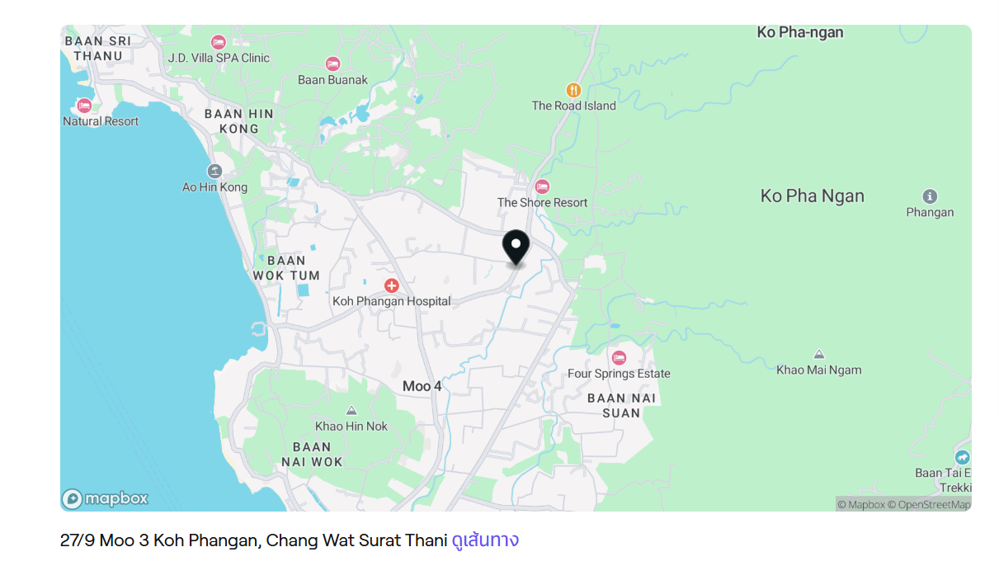 Ko Pha-ngan
BAAN SRI
THANU
J.D. Villa SPA Clinic
Baan Buanak
The Road Island
Natural Resort
BAAN HIN
KONG
Ao Hin Kong
The Shore Resort
Ko Pha Ngan
Phangan
BAAN
WOK TUM
Koh Phangan Hospital
Khao Mai Ngam
Four Springs Estate
Moo 4
BAAN NAI
SUAN
Khao Hin Nok
BAAN
NAI WOK
Baan Tai E
Trekki
mapbox
© Mapbox © OpenStreetMap
27/9 Moo 3 Koh Phangan, Chang Wat Surat Thani ดูเส้นทาง